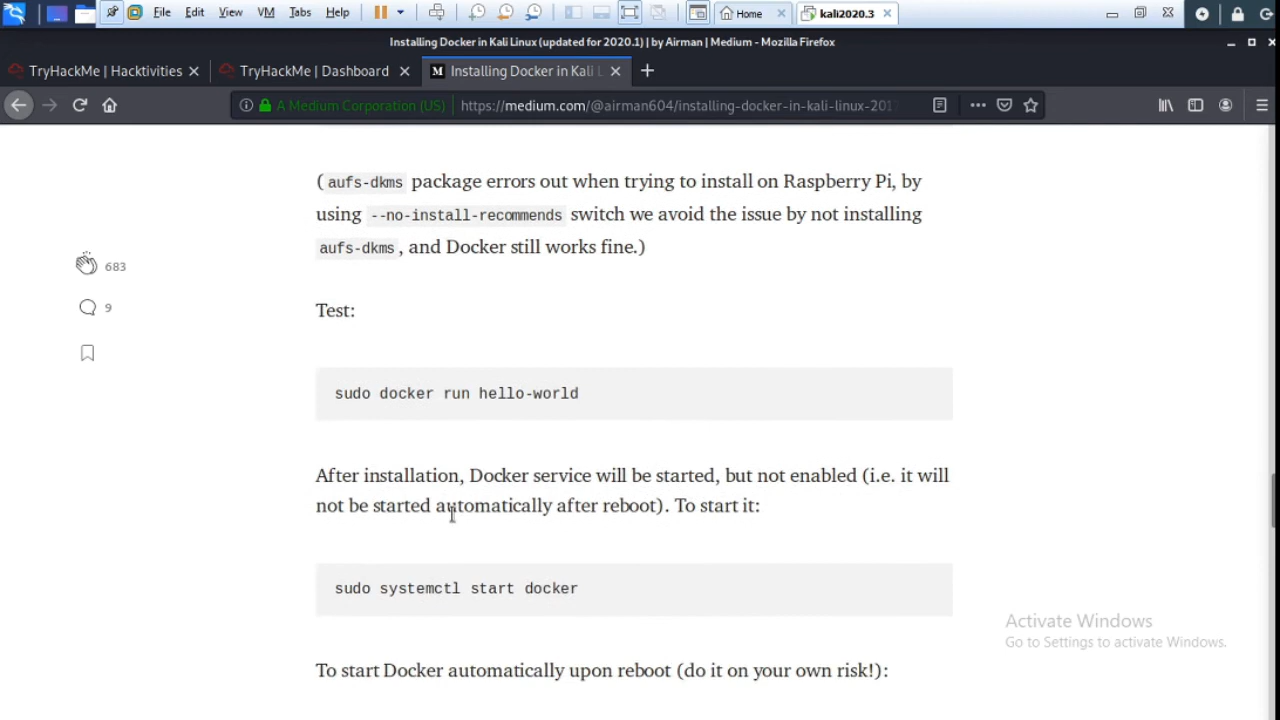 File Edit View VM Tabs Help Home kali2020.3
Installing Docker in Kali Linux (updated for 2020.1) | by Airman | Medium - Mozilla Firefox
TryHackMe | Hacktivities TryHackMe | Dashboard M Installing Docker in Kali L
A Medium Corporation (US) https://medium.com/@airman604/installing-docker-in-kali-linux-201
( aufs-dkms package errors out when trying to install on Raspberry Pi, by
using --no-install-recommends switch we avoid the issue by not installing
aufs-dkms , and Docker still works fine.)
683
9
Test:
sudo docker run hello-world
After installation, Docker service will be started, but not enabled (i.e. it will
not be started automatically after reboot). To start it:
sudo systemctl start docker
Activate Windows
Go to Settings to activate Windows.
To start Docker automatically upon reboot (do it on your own risk!):